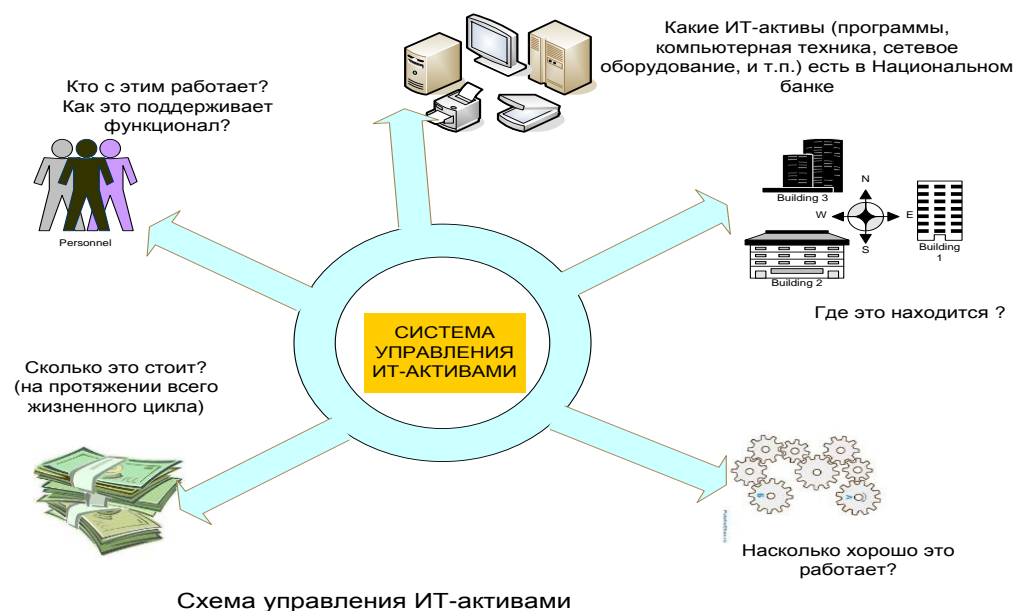 Какие ИТ-активы (программы,
компьютерная техника, сетевое
оборудование, и т.п.) есть в Национальном
банке
Кто с этим работает?
Как это поддерживает
функционал?
Personnel
Building 3
N
W
E
S
Building
1
Building 2
Где это находится ?
СИСТЕМА
УПРАВЛЕНИЯ
ИТ-АКТИВАМИ
Сколько это стоит?
(на протяжении всего
жизненного цикла)
Насколько хорошо это
работает?
Схема управления ИТ-активами